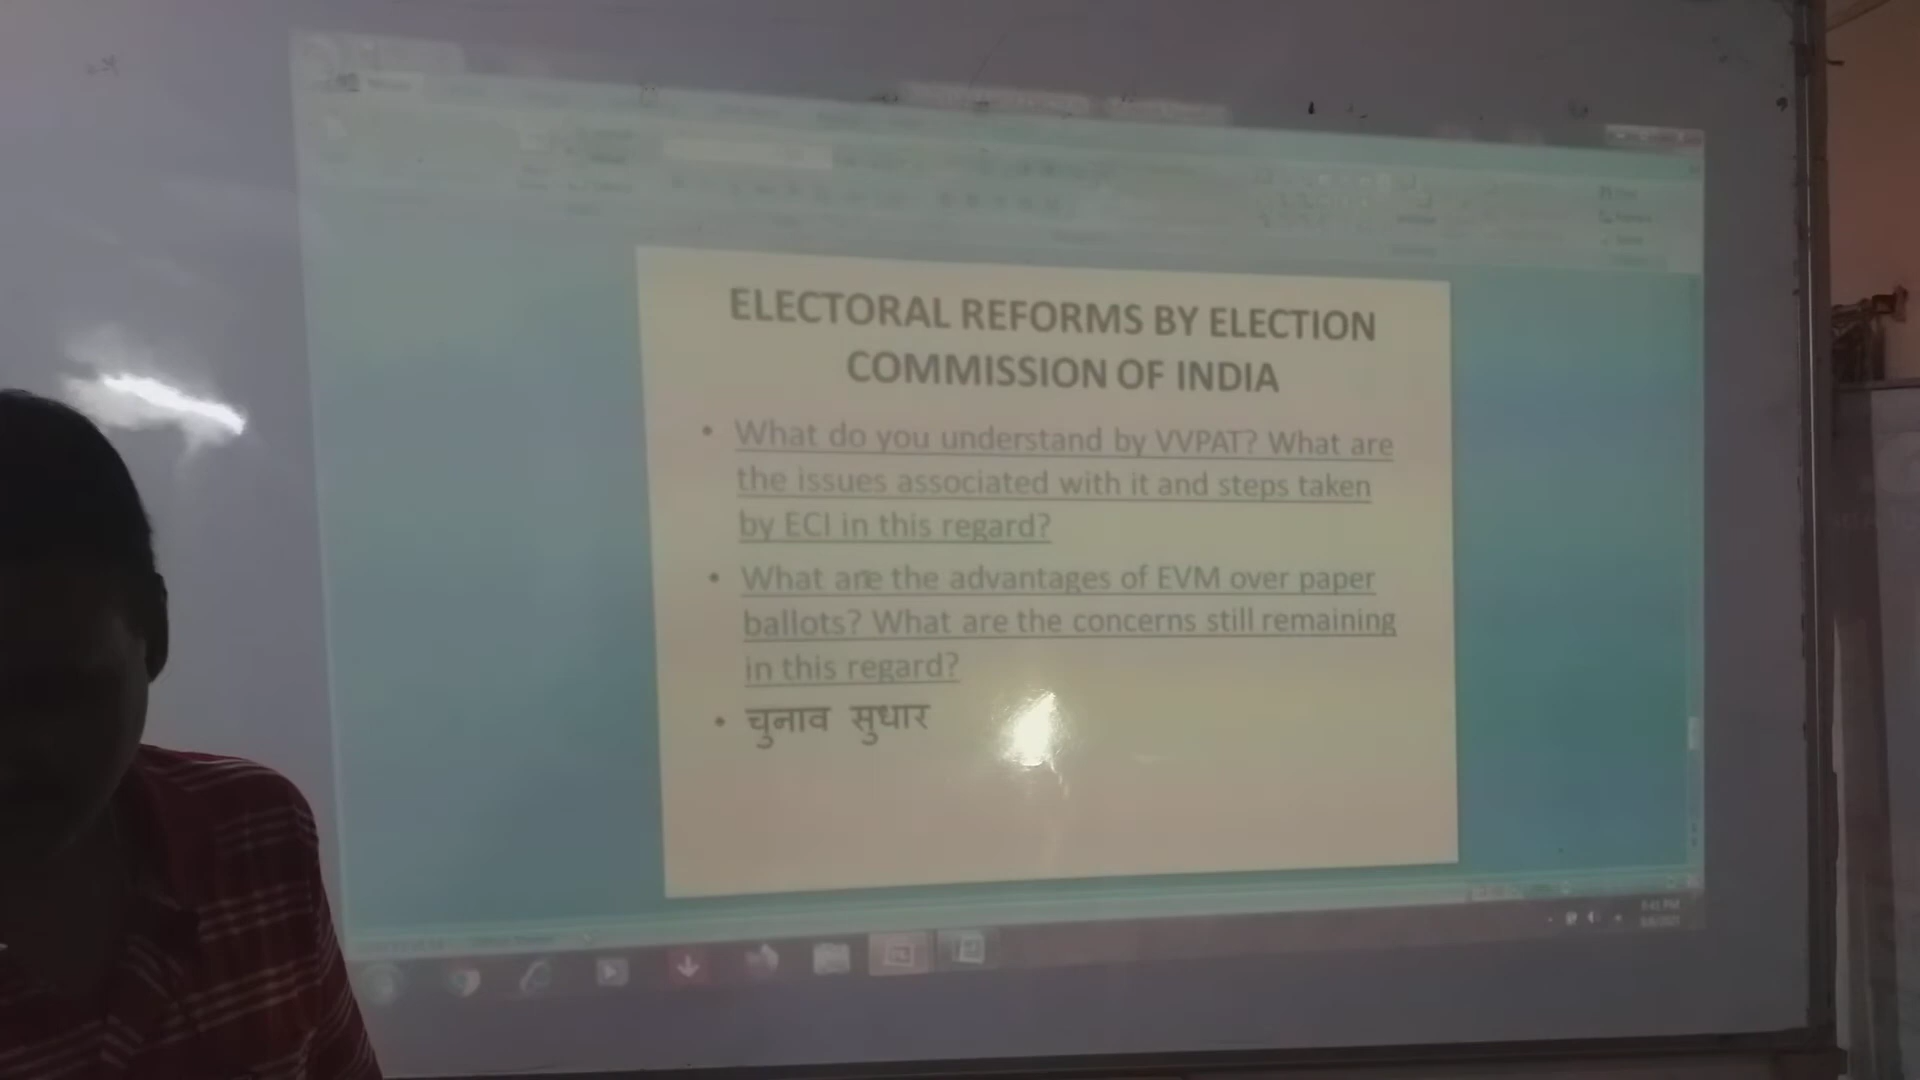 ELECTORAL REFORMS BY ELECTION
COMMISSION OF INDIA
• What do you understand by VVPAT? What are
the issues associated with it and steps taken
by ECI in this regard?
• What are the advantages of EVM over paper
ballots? What are the concerns still remaining
in this regard?
• चुनाव सुधार